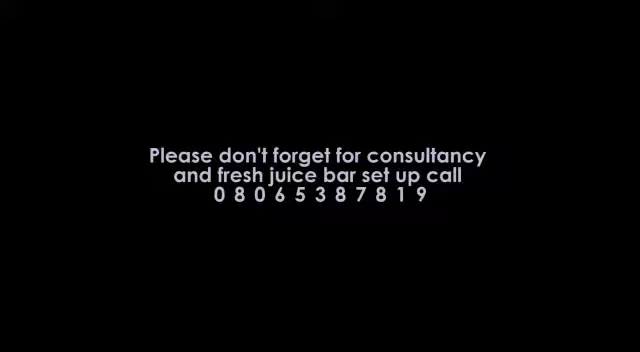 Please don't forget for consultancy
and fresh juice bar set up call
0 8 0 6 5 3 8 7 8 1 9